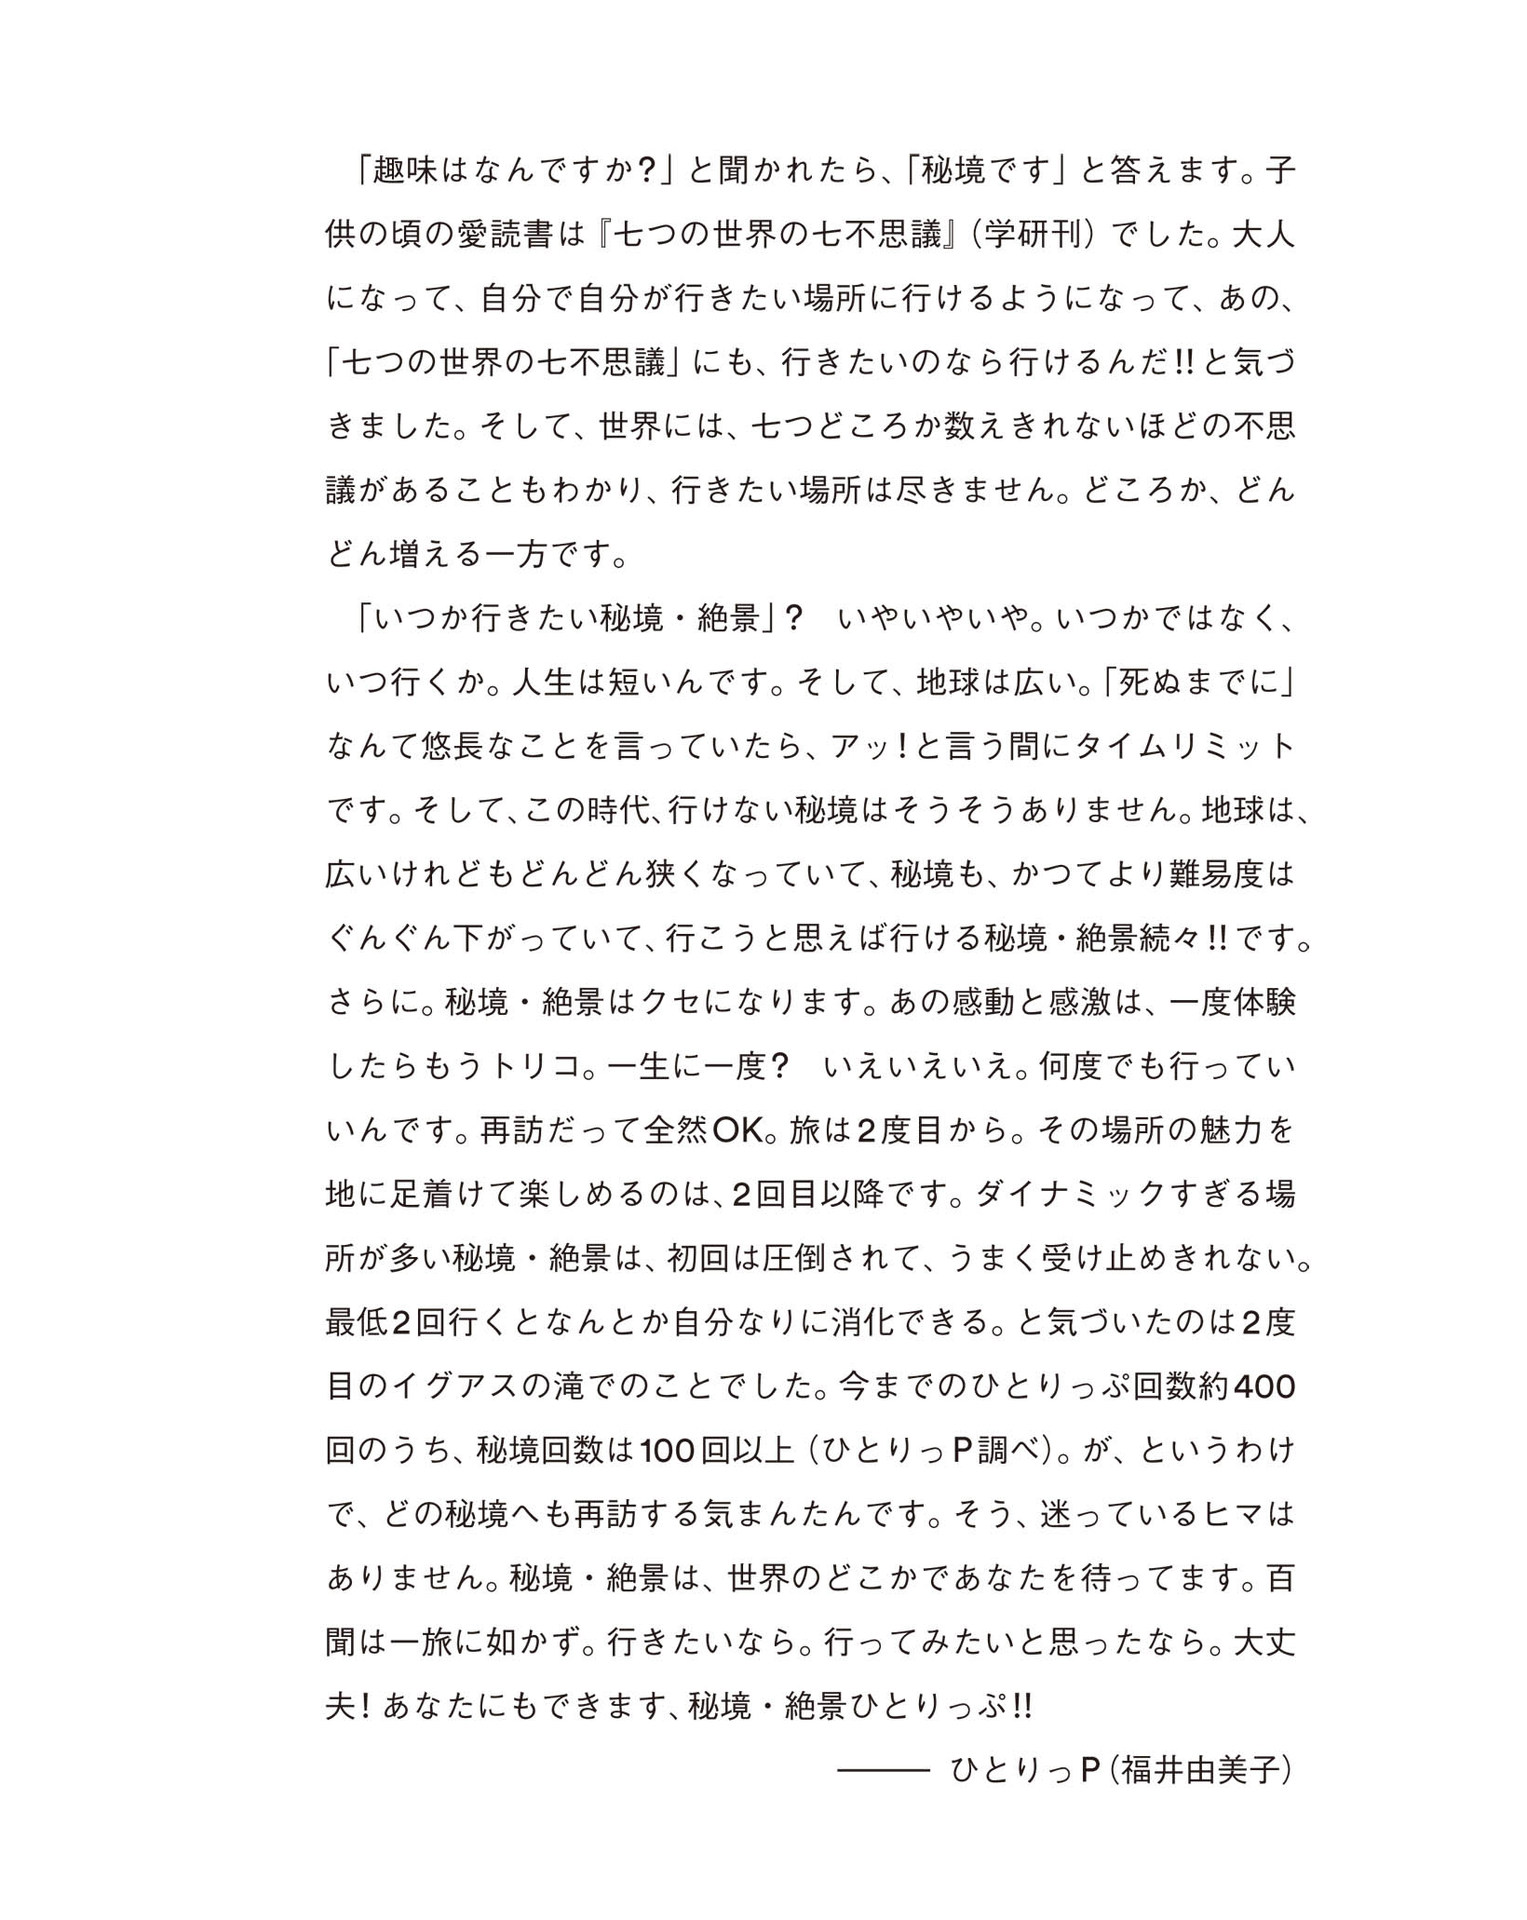 「趣味はなんですか?」と聞かれたら、「秘境です」と答えます。子
供の頃の愛読書は『七つの世界の七不思議』（学研刊）でした。大人
になって、自分で自分が行きたい場所に行けるようになって、あの、
「七つの世界の七不思議」にも、行きたいのなら行けるんだ!!と気づ
きました。そして、世界には、七つどころか数えきれないほどの不思
議があることもわかり、行きたい場所は尽きません。どころか、どん
どん増える一方です。
「いつか行きたい秘境・絶景」?　いやいやいや。いつかではなく、
いつ行くか。人生は短いんです。そして、地球は広い。「死ぬまでに」
なんて悠長なことを言っていたら、アッ!と言う間にタイムリミット
です。そして、この時代、行けない秘境はそうそうありません。地球は、
広いけれどもどんどん狭くなっていて、秘境も、かつてより難易度は
ぐんぐん下がっていて、行こうと思えば行ける秘境・絶景続々!!です。
さらに。秘境・絶景はクセになります。あの感動と感激は、一度体験
したらもうトリコ。一生に一度?　いえいえいえ。何度でも行ってい
いんです。再訪だって全然OK。旅は2度目から。その場所の魅力を
地に足着けて楽しめるのは、2回目以降です。ダイナミックすぎる場
所が多い秘境・絶景は、初回は圧倒されて、うまく受け止めきれない。
最低2回行くとなんとか自分なりに消化できる。と気づいたのは2度
目のイグアスの滝でのことでした。今までのひとりっぷ回数約400
回のうち、秘境回数は100回以上（ひとりっP調べ）。が、というわけ
で、どの秘境へも再訪する気まんたんです。そう、迷っているヒマは
ありません。秘境・絶景は、世界のどこかであなたを待ってます。百
聞は一旅に如かず。行きたいなら。行ってみたいと思ったなら。大丈
夫! あなたにもできます、秘境・絶景ひとりっぷ!!
―― ひとりっP（福井由美子）